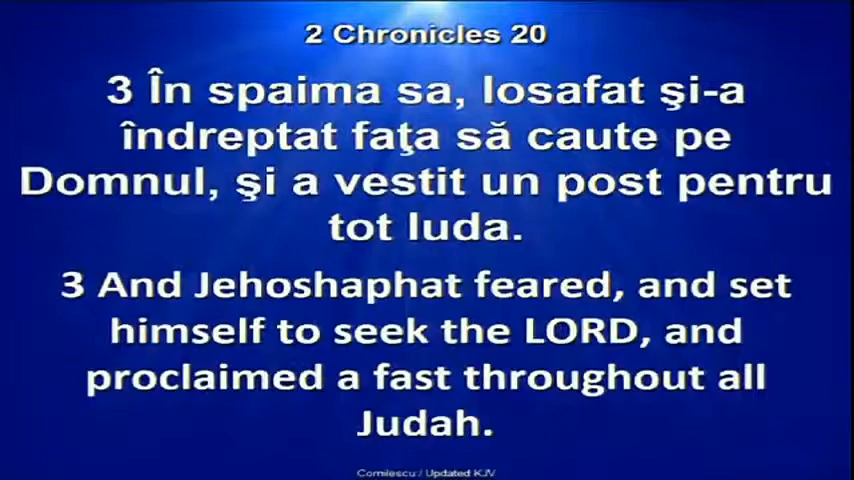 2 Chronicles 20
3 În spaima sa, Iosafat şi-a
îndreptat faţa să caute pe
Domnul, şi a vestit un post pentru
tot Iuda.
3 And Jehoshaphat feared, and set
himself to seek the LORD, and
proclaimed a fast throughout all
Judah.
Cornilescu / Updated KJV